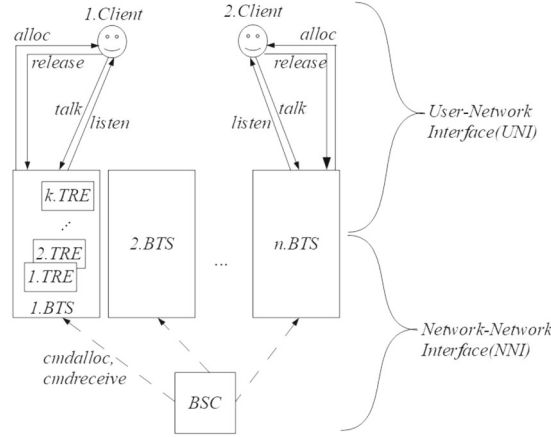 1.Client
2.Client
alloc
release
alloc
release
talk
listen
talk
listen
User-Network
Interface(UNI)
k.TRE
...
2.TRE
1.TRE
1.BTS
2.BTS
...
n.BTS
Network-Network
Interface(NNI)
cmdalloc,
cmdreceive
BSC